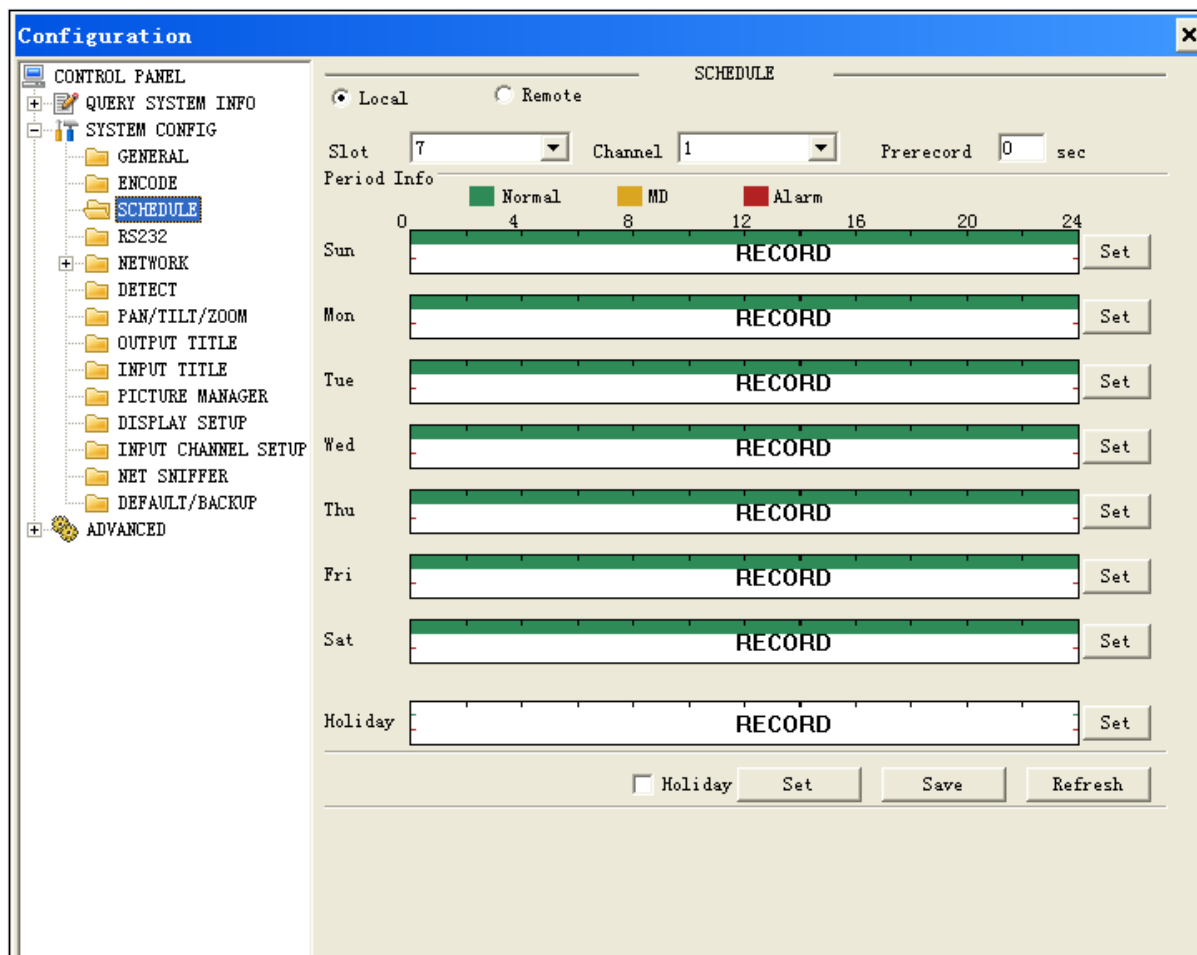 Configuration
CONTROL PANEL
QUERY SYSTEM INFO
SYSTEM CONFIG
GENERAL
ENCODE
SCHEDULE
RS232
NETWORK
DETECT
PAN/TILT/ZOOM
OUTPUT TITLE
INPUT TITLE
PICTURE MANAGER
DISPLAY SETUP
INPUT CHANNEL SETUP
NET SNIFFER
DEFAULT/BACKUP
ADVANCED
SCHEDULE
Local Remote
Slot 7 Channel 1 Prerecord 0 sec
Period Info
Normal MD Alarm
0 4 8 12 16 20 24
Sun RECORD Set
Mon RECORD Set
Tue RECORD Set
Wed RECORD Set
Thu RECORD Set
Fri RECORD Set
Sat RECORD Set
Holiday RECORD Set
Holiday Set Save Refresh